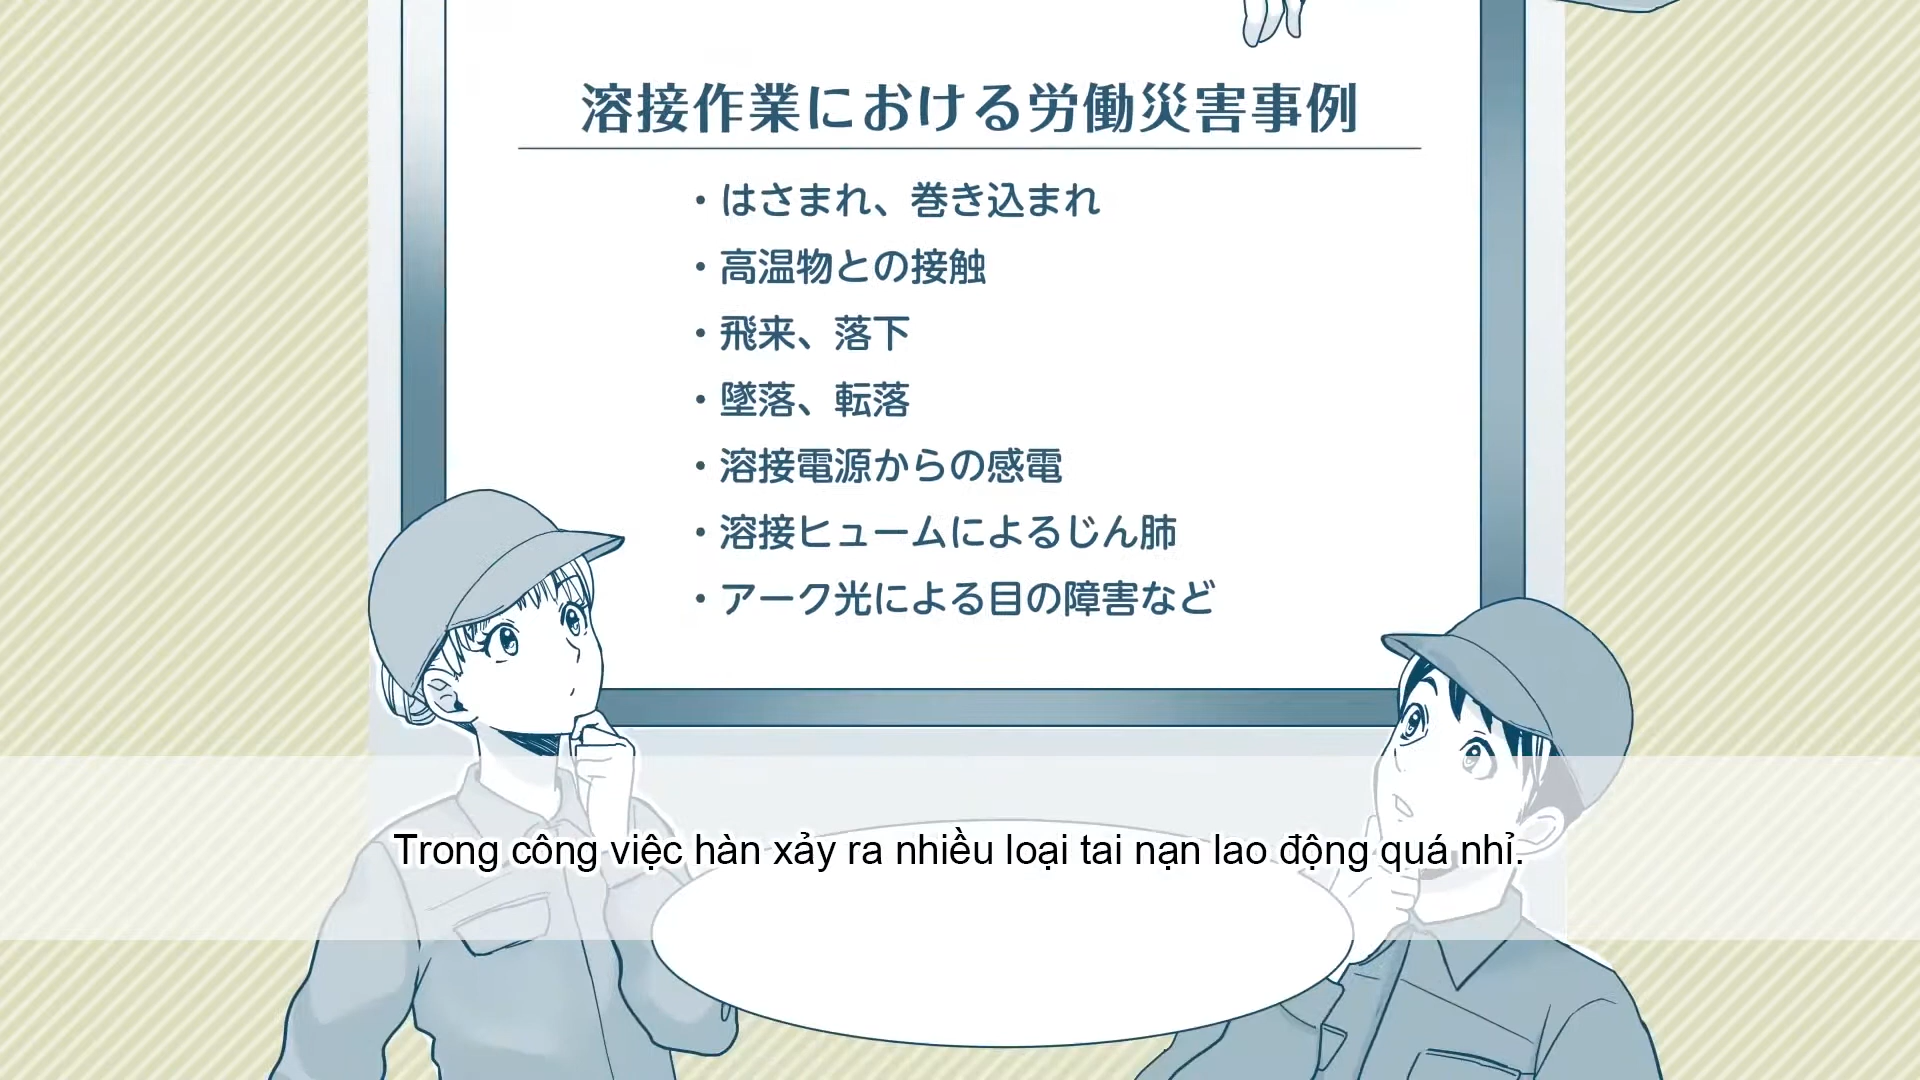 溶接作業における労働災害事例
・はさまれ、巻き込まれ
・高温物との接触
・飛来、落下
・墜落、転落
・溶接電源からの感電
・溶接ヒュームによるじん肺
・アーク光による目の障害など
Trong công việc hàn xảy ra nhiều loại tai nạn lao động quá nhỉ.